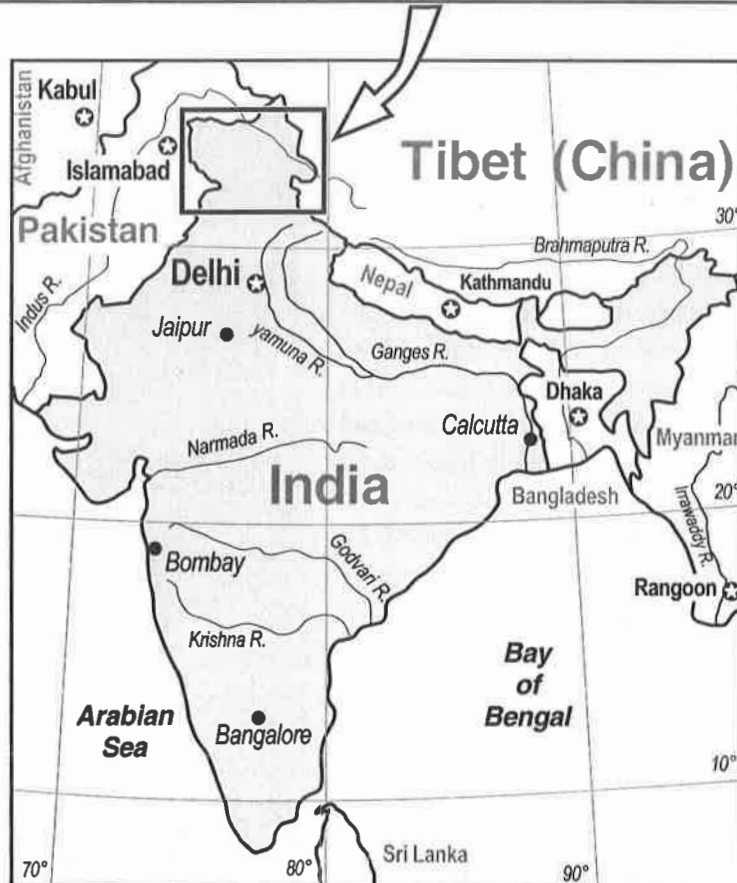 Afghanistan
Kabul
Islamabad
Tibet (China)
Pakistan
30°
Brahmaputra R.
Indus R.
Delhi
Nepal
Kathmandu
Jaipur
yamuna R.
Ganges R.
Dhaka
Calcutta
Myanmar
Narmada R.
India
Bangladesh
20°
Irrawaddy R.
Bombay
Godvari R.
Rangoon
Krishna R.
Bay
of
Bengal
Arabian
Sea
Bangalore
10°
Sri Lanka
70°
80°
90°